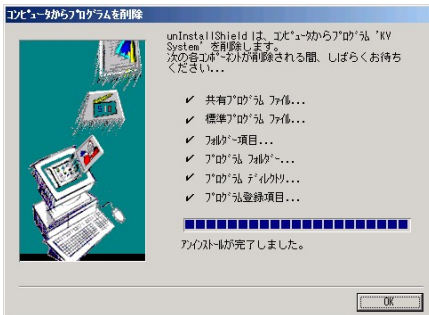 ｺﾝﾋﾟｭｰﾀからﾌﾟﾛｸﾞﾗﾑを削除
unInstallShield は、ｺﾝﾋﾟｭｰﾀからﾌﾟﾛｸﾞﾗﾑ 'KV
System' を削除します。
次の各ｺﾝﾎﾟｰﾈﾝﾄが削除される間、しばらくお待ち
ください...
✔ 共有ﾌﾟﾛｸﾞﾗﾑ ﾌｧｲﾙ...
✔ 標準ﾌﾟﾛｸﾞﾗﾑ ﾌｧｲﾙ...
✔ ﾌｫﾙﾀﾞｰ項目...
✔ ﾌﾟﾛｸﾞﾗﾑ ﾌｫﾙﾀﾞｰ...
✔ ﾌﾟﾛｸﾞﾗﾑ ﾃﾞｨﾚｸﾄﾘ...
✔ ﾌﾟﾛｸﾞﾗﾑ登録項目...
ｱﾝｲﾝｽﾄｰﾙが完了しました。
OK